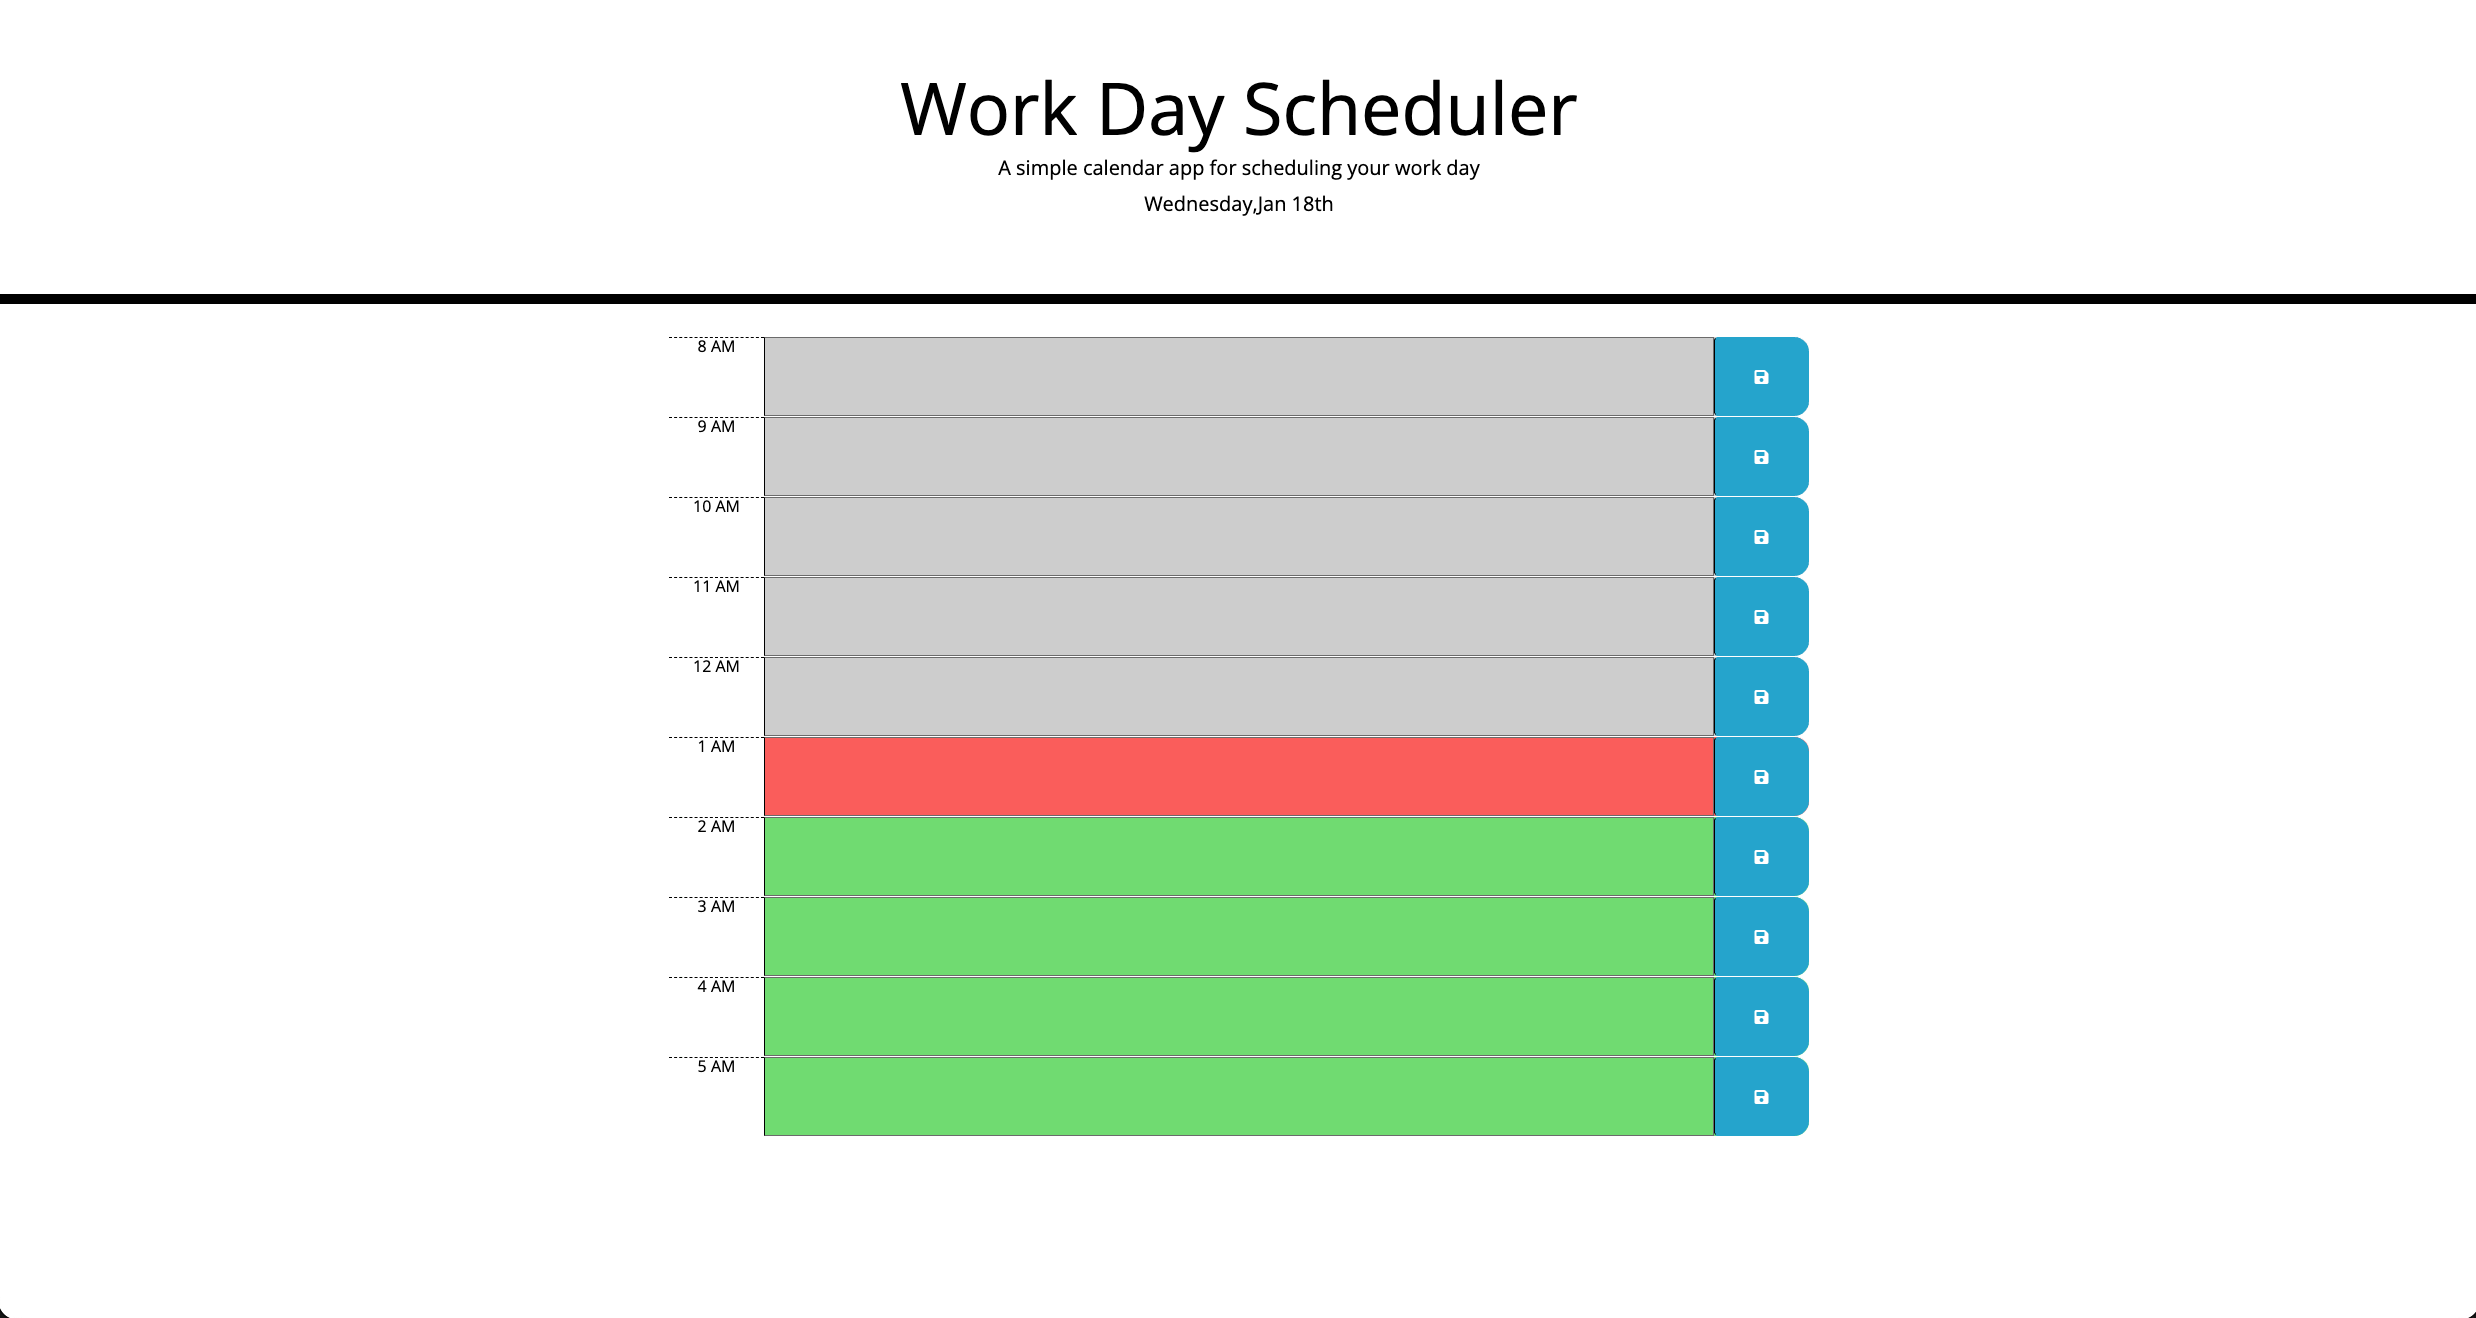 Work Day Scheduler
A simple calendar app for scheduling your work day
Wednesday,Jan 18th
8 AM
9 AM
10 AM
11 AM
12 AM
1 AM
2 AM
3 AM
4 AM
5 AM